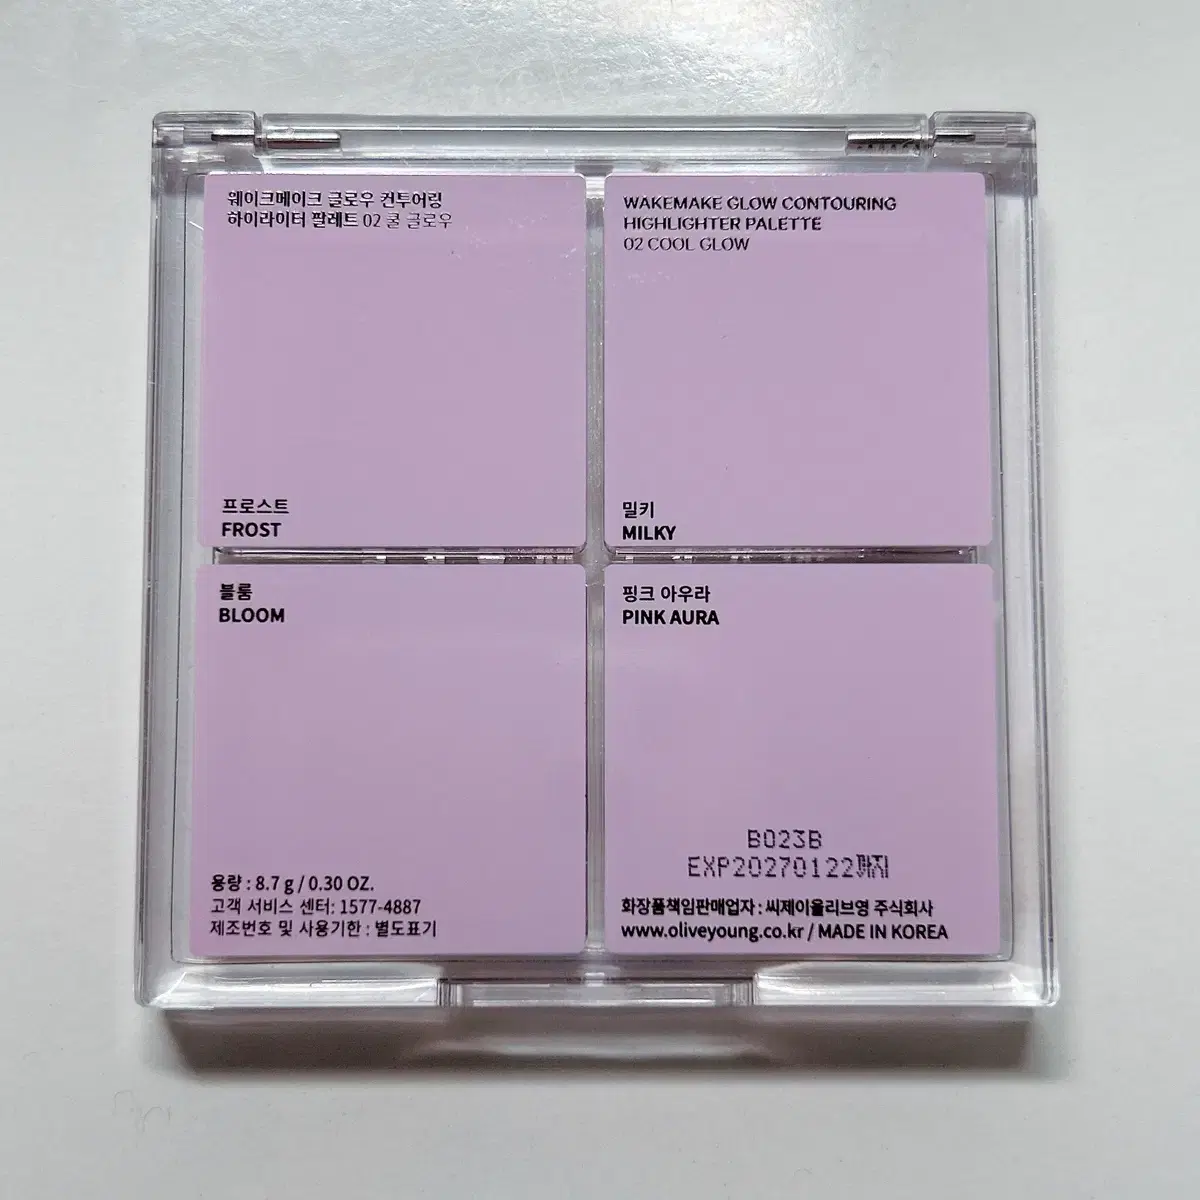 웨이크메이크 글로우 컨투어링
하이라이터 팔레트 02 쿨 글로우
WAKEMAKE GLOW CONTOURING
HIGHLIGHTER PALETTE
02 COOL GLOW
프로스트
FROST
밀키
MILKY
블룸
BLOOM
핑크 아우라
PINK AURA
용량 : 8.7 g / 0.30 OZ.
고객 서비스 센터: 1577-4887
제조번호 및 사용기한 : 별도표기
B023B
EXP20270122까지
화장품책임판매업자 : 씨제이올리브영 주식회사
www.oliveyoung.co.kr / MADE IN KOREA